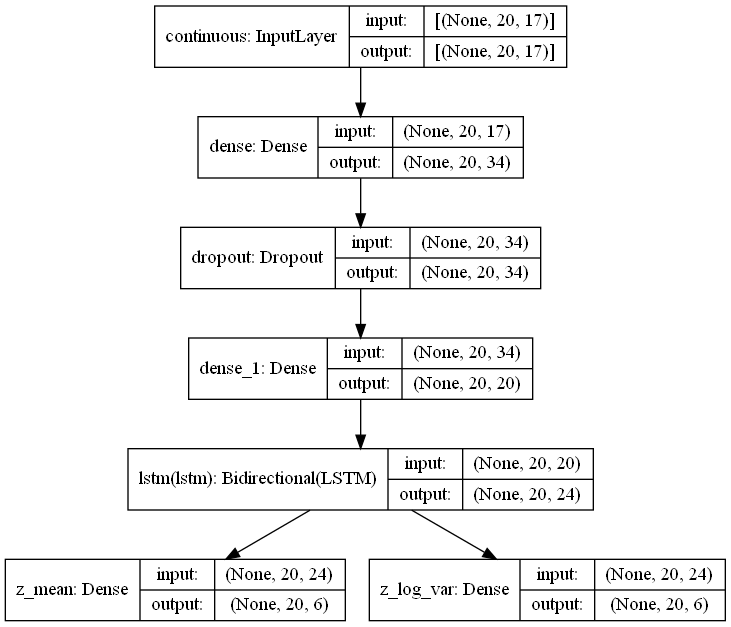 continuous: InputLayer
input: [(None, 20, 17)]
output: [(None, 20, 17)]
dense: Dense
input: (None, 20, 17)
output: (None, 20, 34)
dropout: Dropout
input: (None, 20, 34)
output: (None, 20, 34)
dense_1: Dense
input: (None, 20, 34)
output: (None, 20, 20)
lstm(lstm): Bidirectional(LSTM)
input: (None, 20, 20)
output: (None, 20, 24)
z_mean: Dense
input: (None, 20, 24)
output: (None, 20, 6)
z_log_var: Dense
input: (None, 20, 24)
output: (None, 20, 6)